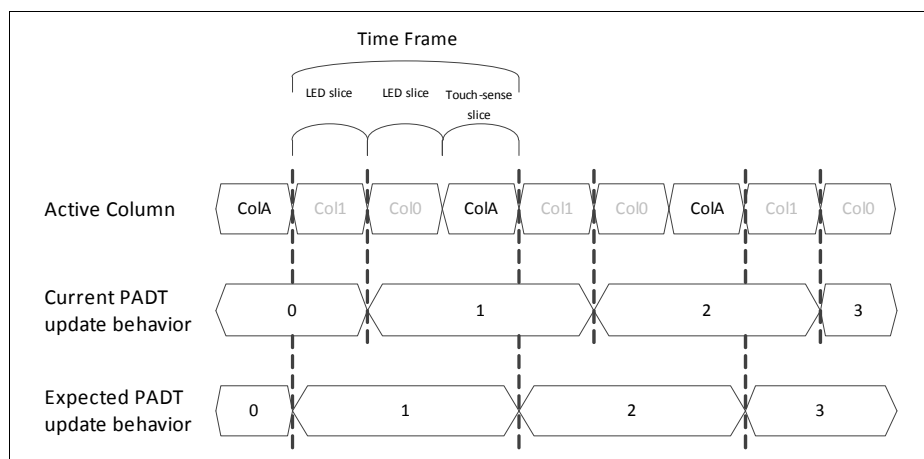 Time Frame
LED slice LED slice Touch-sense
slice
Active Column ColA Col1 Col0 ColA Col1 Col0 ColA Col1 Col0
Current PADT
update behavior
0 1 2 3
Expected PADT
update behavior
0 1 2 3